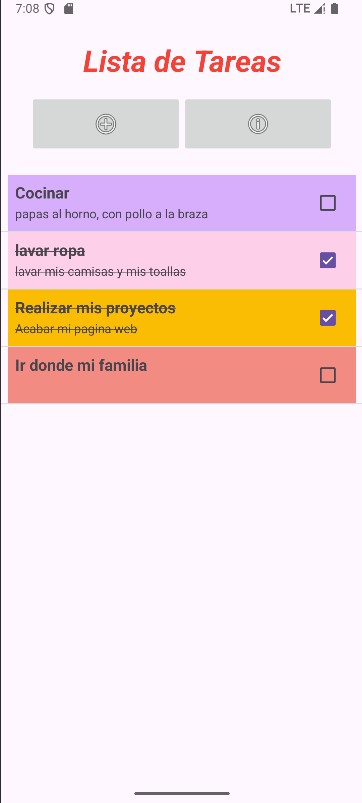 7:08 LTE
Lista de Tareas
Cocinar
papas al horno, con pollo a la braza
lavar ropa
lavar mis camisas y mis toallas
Realizar mis proyectos
Acabar mi pagina web
Ir donde mi familia